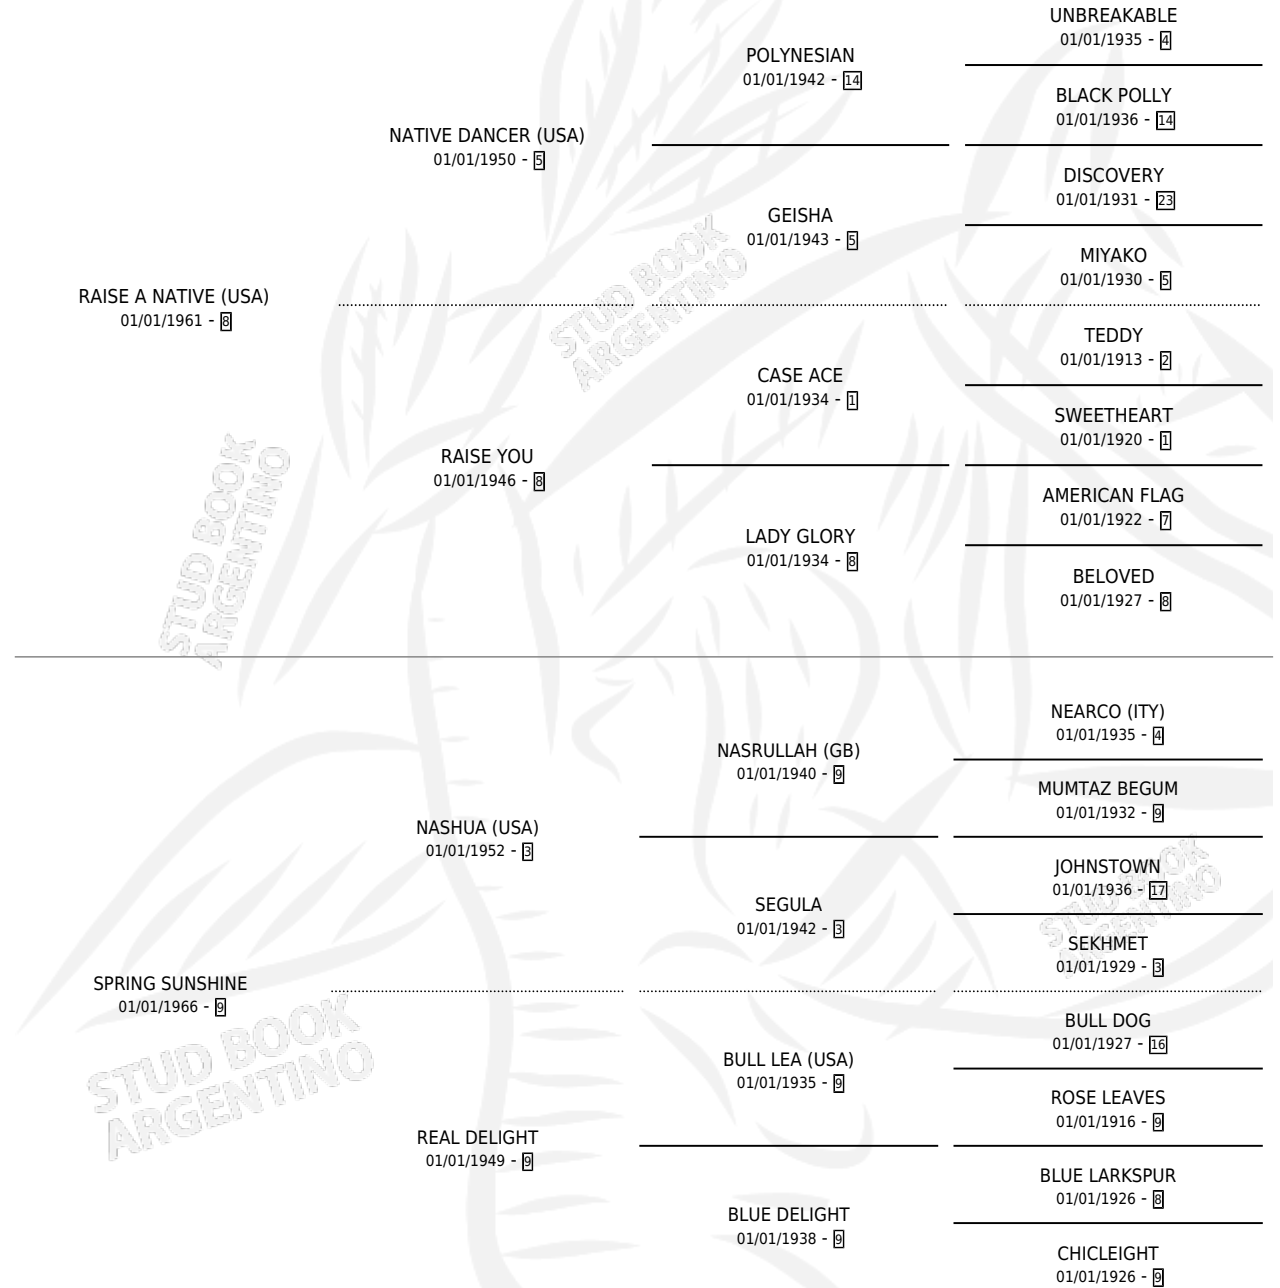 UNBREAKABLE
01/01/1935 - 4
POLYNESIAN
01/01/1942 - 14
BLACK POLLY
01/01/1936 - 14
NATIVE DANCER (USA)
01/01/1950 - 5
DISCOVERY
01/01/1931 - 23
GEISHA
01/01/1943 - 5
MIYAKO
01/01/1930 - 5
RAISE A NATIVE (USA)
01/01/1961 - 8
TEDDY
01/01/1913 - 2
CASE ACE
01/01/1934 - 1
SWEETHEART
01/01/1920 - 1
RAISE YOU
01/01/1946 - 8
AMERICAN FLAG
01/01/1922 - 7
LADY GLORY
01/01/1934 - 8
BELOVED
01/01/1927 - 8
NEARCO (ITY)
01/01/1935 - 4
NASRULLAH (GB)
01/01/1940 - 9
MUMTAZ BEGUM
01/01/1932 - 9
NASHUA (USA)
01/01/1952 - 3
JOHNSTOWN
01/01/1936 - 17
SEGULA
01/01/1942 - 3
SEKHMET
01/01/1929 - 3
SPRING SUNSHINE
01/01/1966 - 9
BULL DOG
01/01/1927 - 16
BULL LEA (USA)
01/01/1935 - 9
ROSE LEAVES
01/01/1916 - 9
REAL DELIGHT
01/01/1949 - 9
BLUE LARKSPUR
01/01/1926 - 8
BLUE DELIGHT
01/01/1938 - 9
CHICLEIGHT
01/01/1926 - 9
STUD BOOK
ARGENTINO
STUD BOOK
ARGENTINO
STUD BOOK
ARGENTINO
STUD BOOK
ARGENTINO